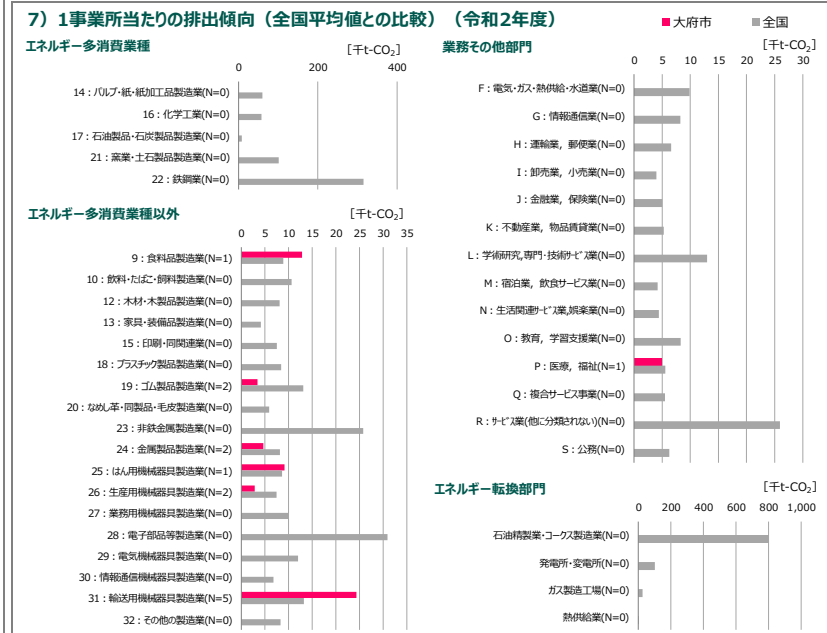 7）1事業所当たりの排出傾向（全国平均値との比較）（令和2年度）
大府市 全国
エネルギー多消費業種
[千t-CO₂]
0 200 400
14：パルプ・紙・紙加工品製造業(N=0)
16：化学工業(N=0)
17：石油製品・石炭製品製造業(N=0)
21：窯業・土石製品製造業(N=0)
22：鉄鋼業(N=0)
エネルギー多消費業種以外
[千t-CO₂]
0 5 10 15 20 25 30 35
9：食料品製造業(N=1)
10：飲料・たばこ・飼料製造業(N=0)
12：木材・木製品製造業(N=0)
13：家具・装備品製造業(N=0)
15：印刷・同関連業(N=0)
18：プラスチック製品製造業(N=0)
19：ゴム製品製造業(N=2)
20：なめし革・同製品・毛皮製造業(N=0)
23：非鉄金属製造業(N=0)
24：金属製品製造業(N=2)
25：はん用機械器具製造業(N=1)
26：生産用機械器具製造業(N=2)
27：業務用機械器具製造業(N=0)
28：電子部品等製造業(N=0)
29：電気機械器具製造業(N=0)
30：情報通信機械器具製造業(N=0)
31：輸送用機械器具製造業(N=5)
32：その他の製造業(N=0)
業務その他部門
[千t-CO₂]
0 5 10 15 20 25 30
F：電気・ガス・熱供給・水道業(N=0)
G：情報通信業(N=0)
H：運輸業，郵便業(N=0)
I：卸売業，小売業(N=0)
J：金融業，保険業(N=0)
K：不動産業，物品賃貸業(N=0)
L：学術研究,専門・技術ｻｰﾋﾞｽ業(N=0)
M：宿泊業，飲食サービス業(N=0)
N：生活関連ｻｰﾋﾞｽ業,娯楽業(N=0)
O：教育，学習支援業(N=0)
P：医療，福祉(N=1)
Q：複合サービス事業(N=0)
R：ｻｰﾋﾞｽ業(他に分類されない)(N=0)
S：公務(N=0)
エネルギー転換部門
[千t-CO₂]
0 200 400 600 800 1,000
石油精製業・コークス製造業(N=0)
発電所・変電所(N=0)
ガス製造工場(N=0)
熱供給業(N=0)